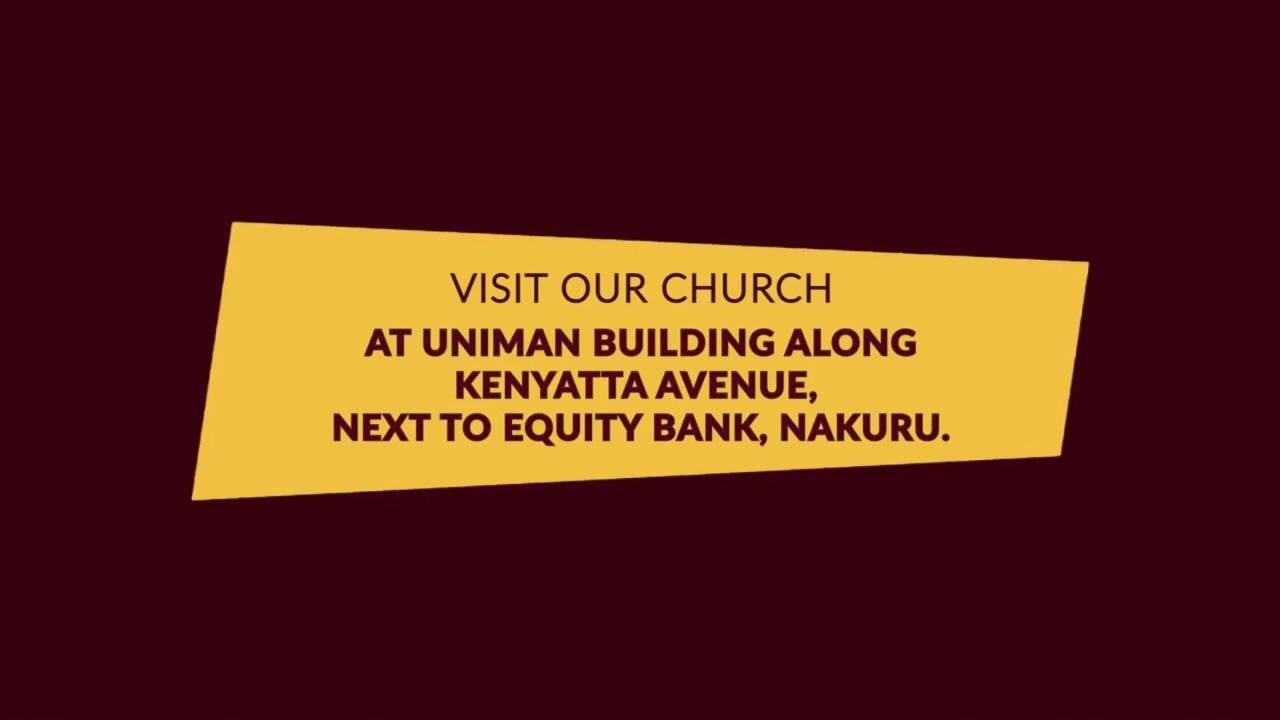 VISIT OUR CHURCH
AT UNIMAN BUILDING ALONG
KENYATTA AVENUE,
NEXT TO EQUITY BANK, NAKURU.